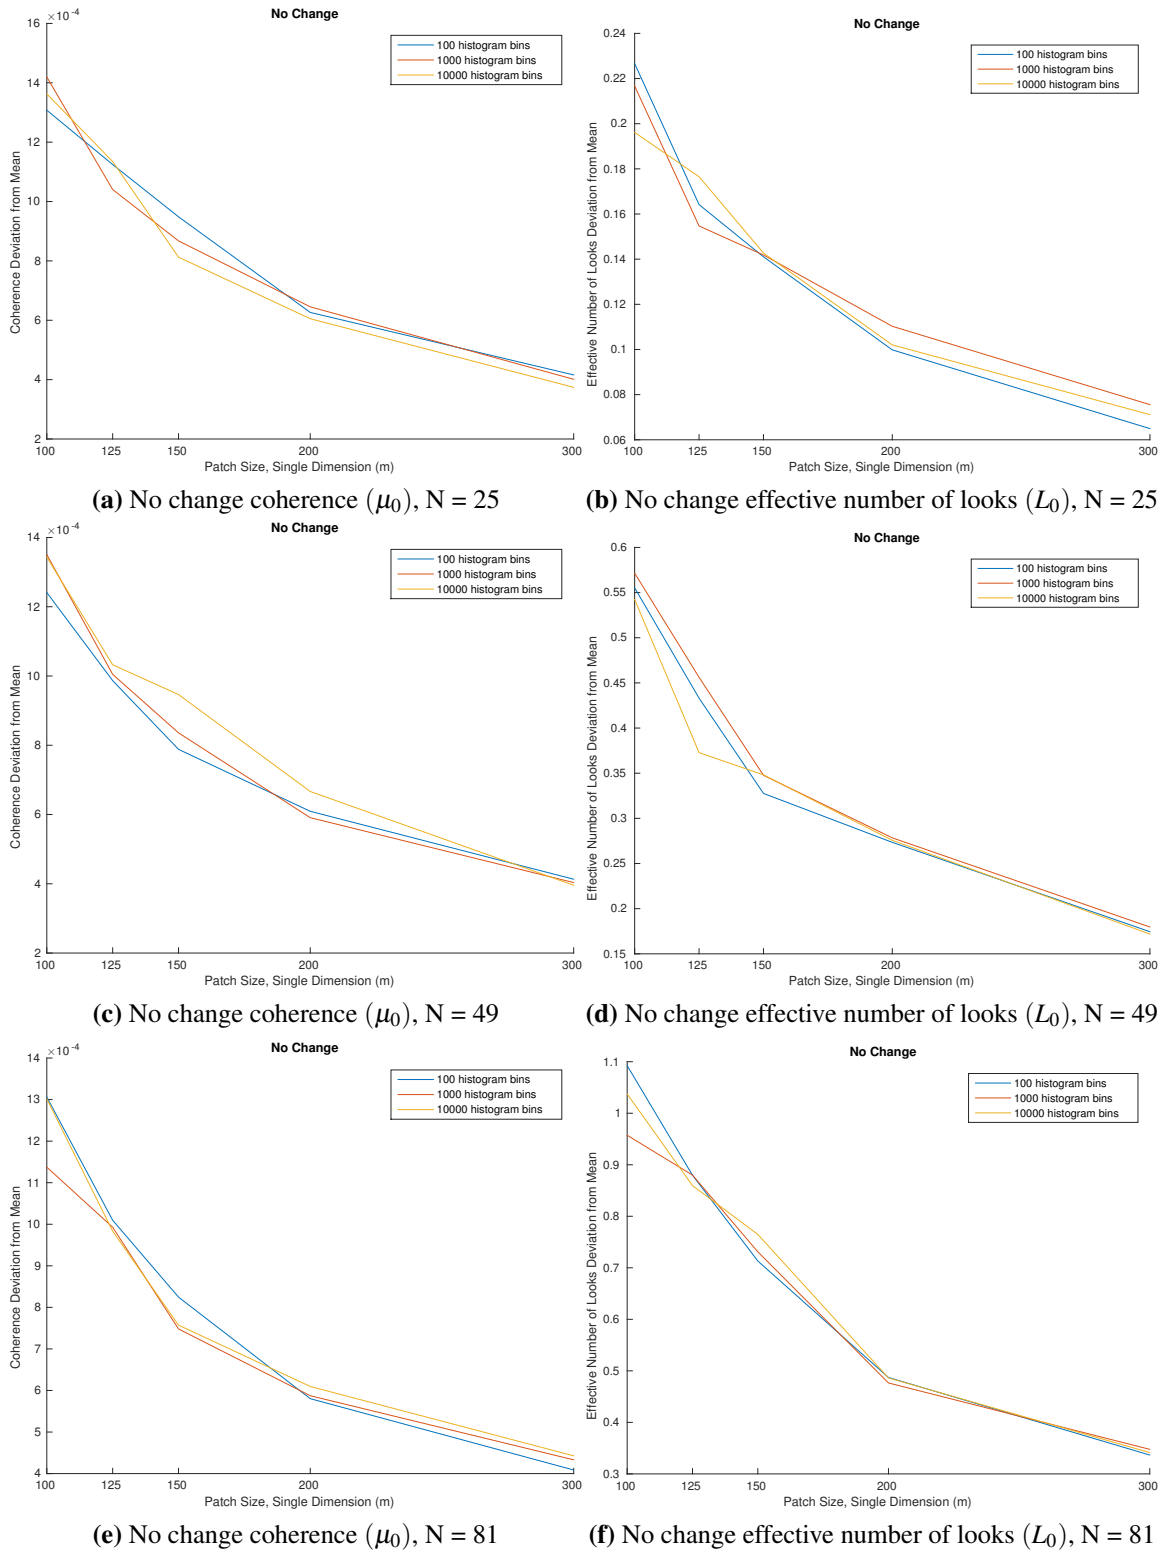 No Change
×10⁻⁴
16
14
12
10
8
6
4
2
100
125
150
200
300
Coherence Deviation from Mean
Patch Size, Single Dimension (m)
100 histogram bins
1000 histogram bins
10000 histogram bins
(a) No change coherence (μ₀), N = 25
No Change
0.24
0.22
0.2
0.18
0.16
0.14
0.12
0.1
0.08
0.06
100
125
150
200
300
Effective Number of Looks Deviation from Mean
Patch Size, Single Dimension (m)
100 histogram bins
1000 histogram bins
10000 histogram bins
(b) No change effective number of looks (L₀), N = 25
No Change
×10⁻⁴
14
12
10
8
6
4
2
100
125
150
200
300
Coherence Deviation from Mean
Patch Size, Single Dimension (m)
100 histogram bins
1000 histogram bins
10000 histogram bins
(c) No change coherence (μ₀), N = 49
No Change
0.6
0.55
0.5
0.45
0.4
0.35
0.3
0.25
0.2
0.15
100
125
150
200
300
Effective Number of Looks Deviation from Mean
Patch Size, Single Dimension (m)
100 histogram bins
1000 histogram bins
10000 histogram bins
(d) No change effective number of looks (L₀), N = 49
No Change
×10⁻⁴
14
13
12
11
10
9
8
7
6
5
4
100
125
150
200
300
Coherence Deviation from Mean
Patch Size, Single Dimension (m)
100 histogram bins
1000 histogram bins
10000 histogram bins
(e) No change coherence (μ₀), N = 81
No Change
1.1
1
0.9
0.8
0.7
0.6
0.5
0.4
0.3
100
125
150
200
300
Effective Number of Looks Deviation from Mean
Patch Size, Single Dimension (m)
100 histogram bins
1000 histogram bins
10000 histogram bins
(f) No change effective number of looks (L₀), N = 81